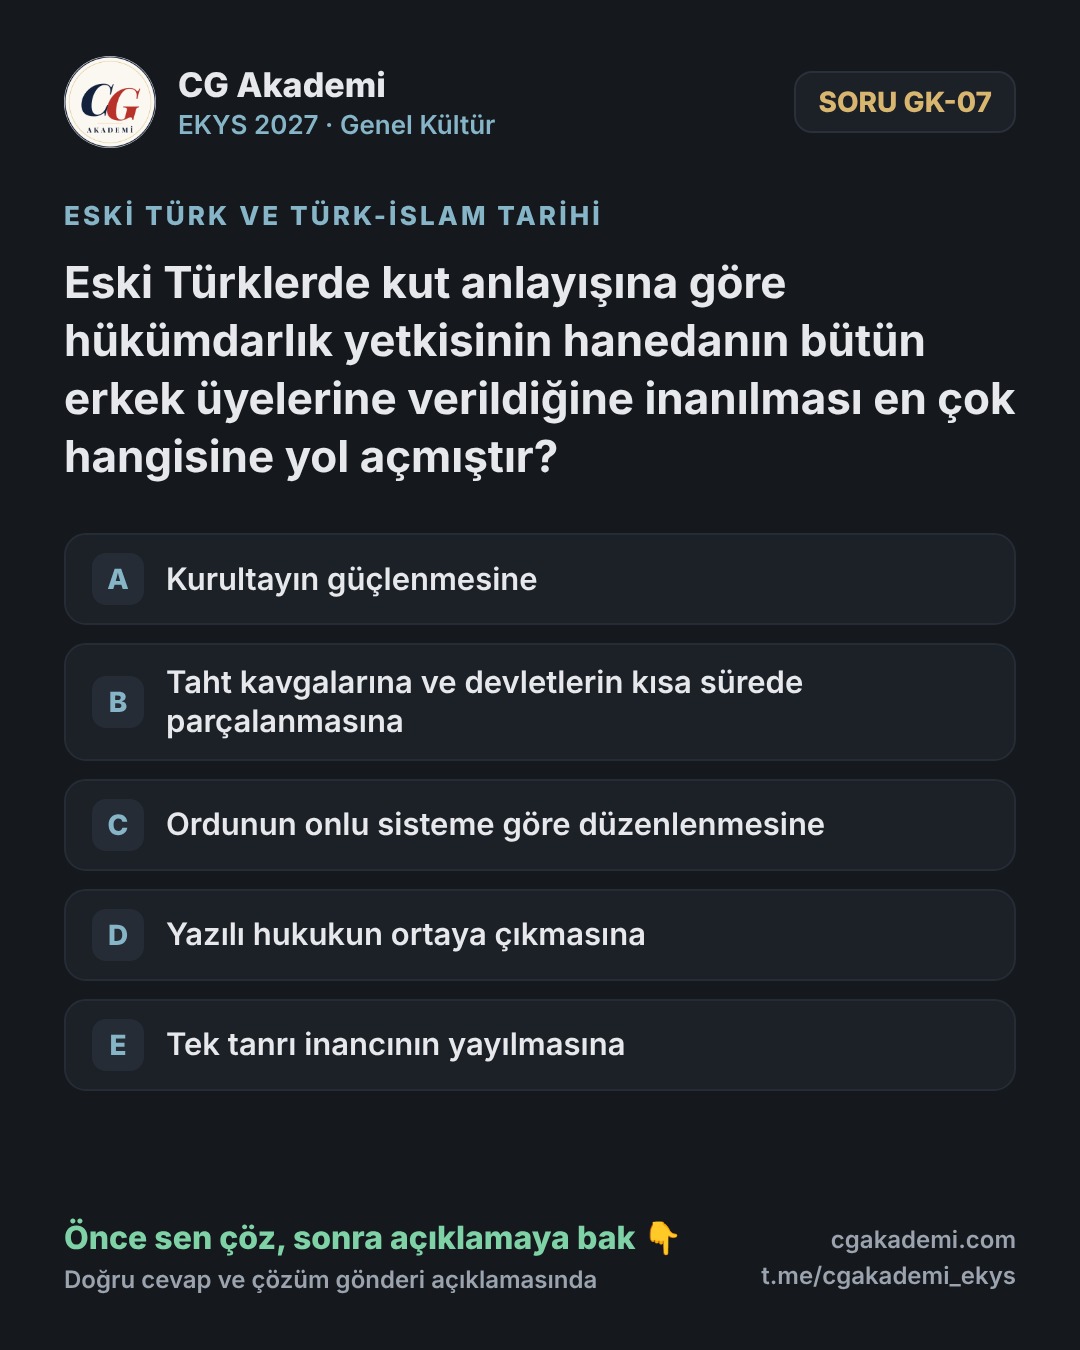 CG
AKADEMİ
CG Akademi
EKYS 2027 · Genel Kültür
SORU GK-07
ESKİ TÜRK VE TÜRK-İSLAM TARİHİ
Eski Türklerde kut anlayışına göre
hükümdarlık yetkisinin hanedanın bütün
erkek üyelerine verildiğine inanılması en çok
hangisine yol açmıştır?
A Kurultayın güçlenmesine
B Taht kavgalarına ve devletlerin kısa sürede
parçalanmasına
C Ordunun onlu sisteme göre düzenlenmesine
D Yazılı hukukun ortaya çıkmasına
E Tek tanrı inancının yayılmasına
Önce sen çöz, sonra açıklamaya bak 👇
Doğru cevap ve çözüm gönderi açıklamasında
cgakademi.com
t.me/cgakademi_ekys